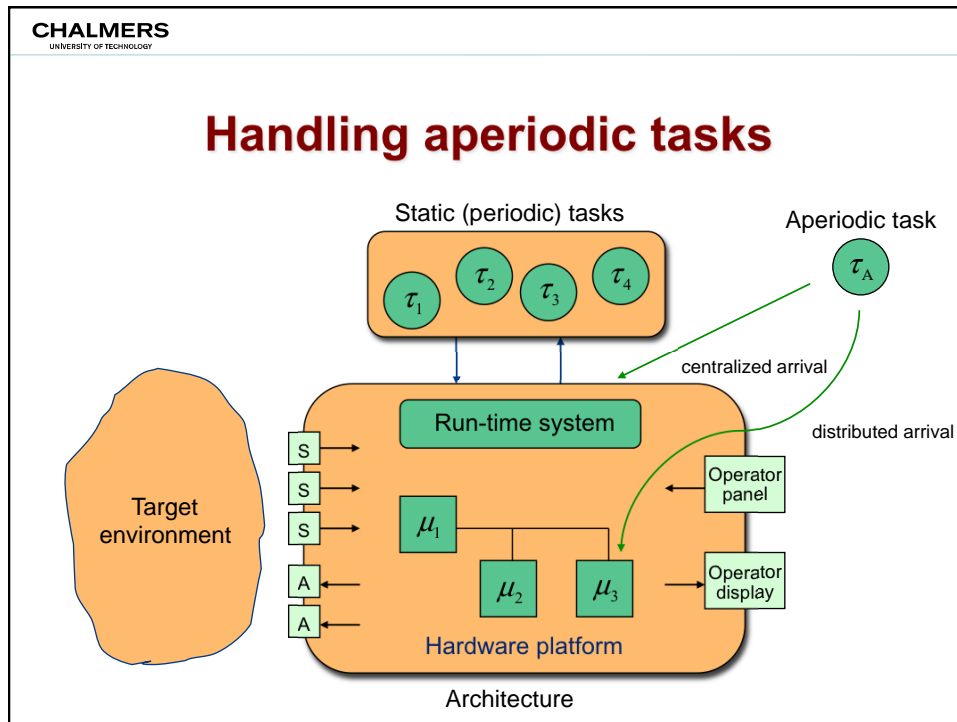 CHALMERS
UNIVERSITY OF TECHNOLOGY
Handling aperiodic tasks
Static (periodic) tasks
Aperiodic task
τ1
τ2
τ3
τ4
τA
centralized arrival
distributed arrival
Run-time system
S
S
S
A
A
Target
environment
Operator
panel
Operator
display
μ1
μ2
μ3
Hardware platform
Architecture